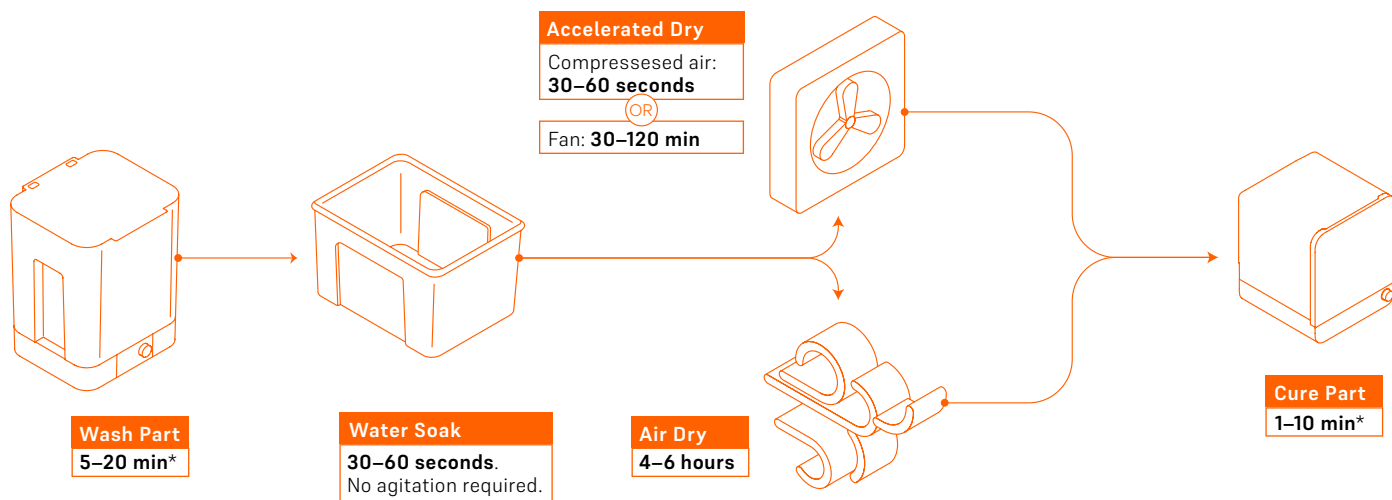 Accelerated Dry
Compressesed air:
30–60 seconds
OR
Fan: 30–120 min
Wash Part
5–20 min*
Water Soak
30–60 seconds.
No agitation required.
Air Dry
4–6 hours
Cure Part
1–10 min*